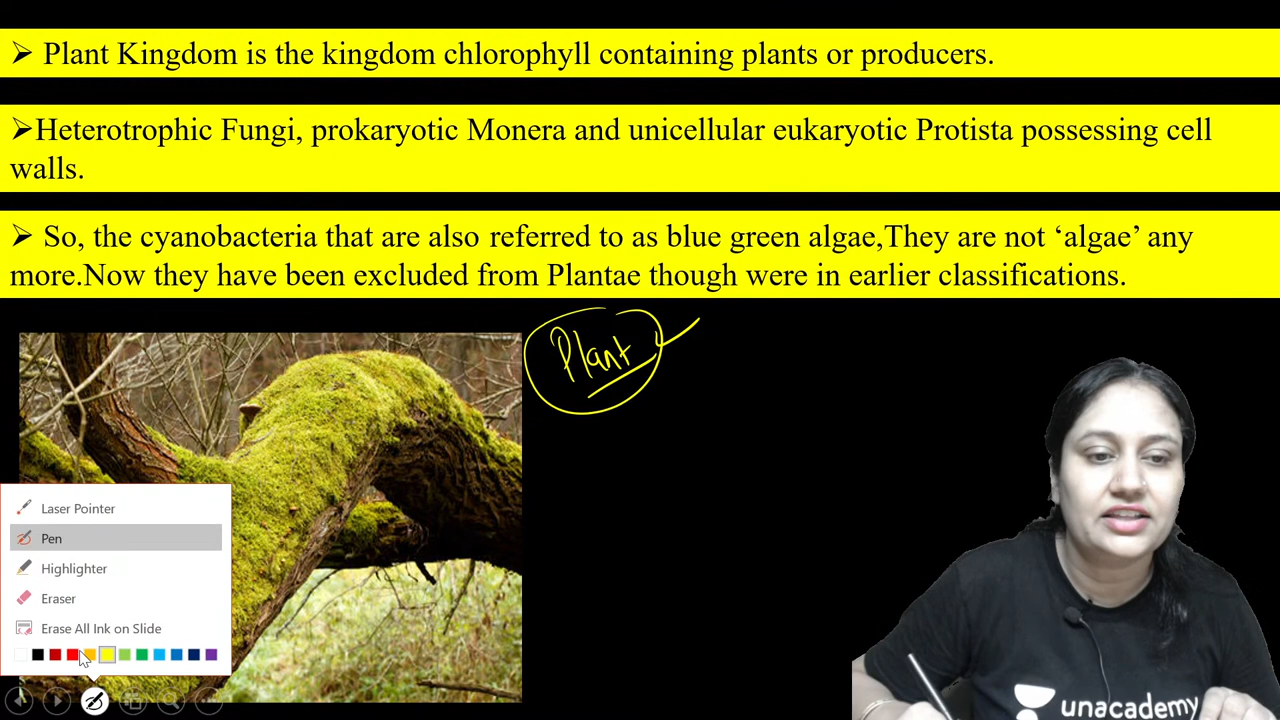 ➢ Plant Kingdom is the kingdom chlorophyll containing plants or producers.
➢Heterotrophic Fungi, prokaryotic Monera and unicellular eukaryotic Protista possessing cell
walls.
➢ So, the cyanobacteria that are also referred to as blue green algae,They are not ‘algae’ any
more.Now they have been excluded from Plantae though were in earlier classifications.
Plant
Laser Pointer
Pen
Highlighter
Eraser
Erase All Ink on Slide
unacademy